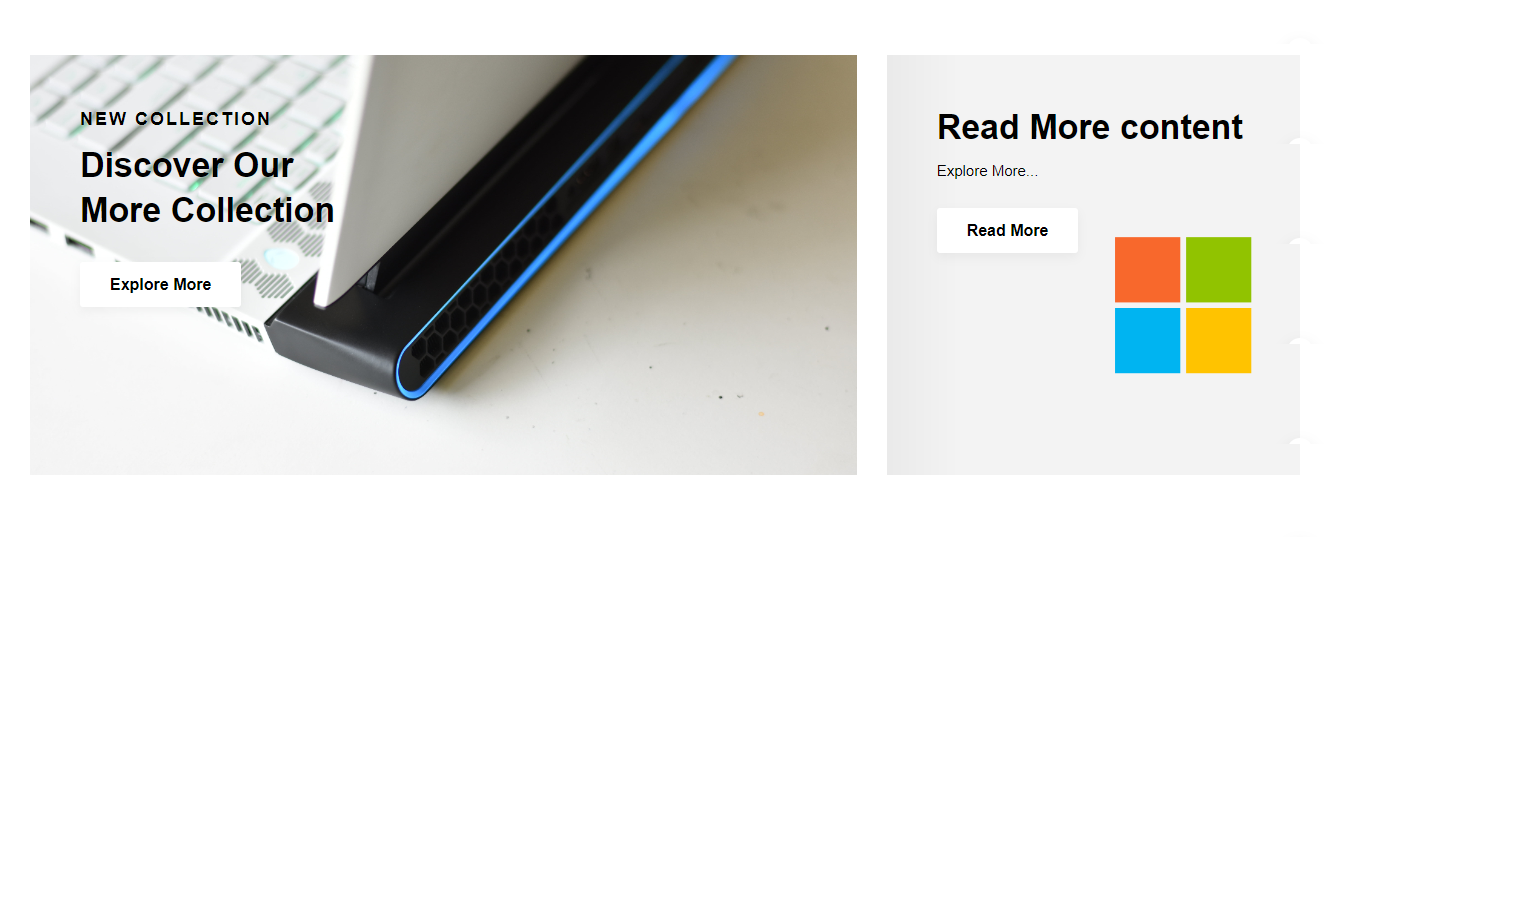 NEW COLLECTION
Discover Our
More Collection
Explore More
Read More content
Explore More...
Read More